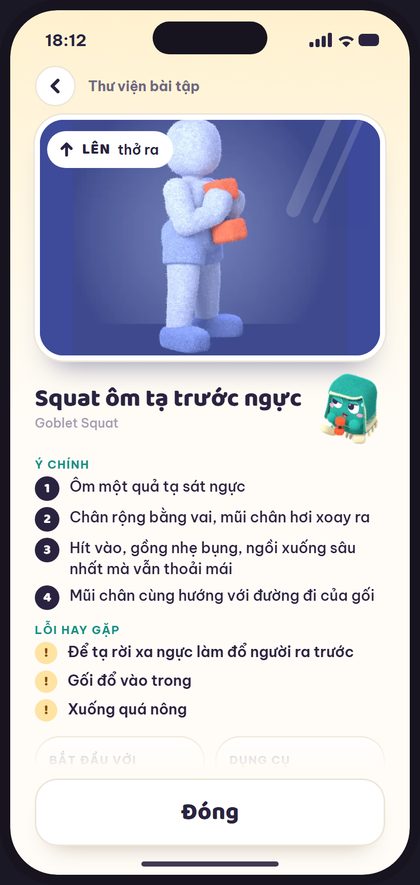 18:12
Thư viện bài tập
LÊN thở ra
Squat ôm tạ trước ngực
Goblet Squat
Ý CHÍNH
1 Ôm một quả tạ sát ngực
2 Chân rộng bằng vai, mũi chân hơi xoay ra
3 Hít vào, gồng nhẹ bụng, ngồi xuống sâu
nhất mà vẫn thoải mái
4 Mũi chân cùng hướng với đường đi của gối
LỖI HAY GẶP
! Để tạ rời xa ngực làm đổ người ra trước
! Gối đổ vào trong
! Xuống quá nông
BẮT ĐẦU VỚI DỤNG CỤ
Đóng